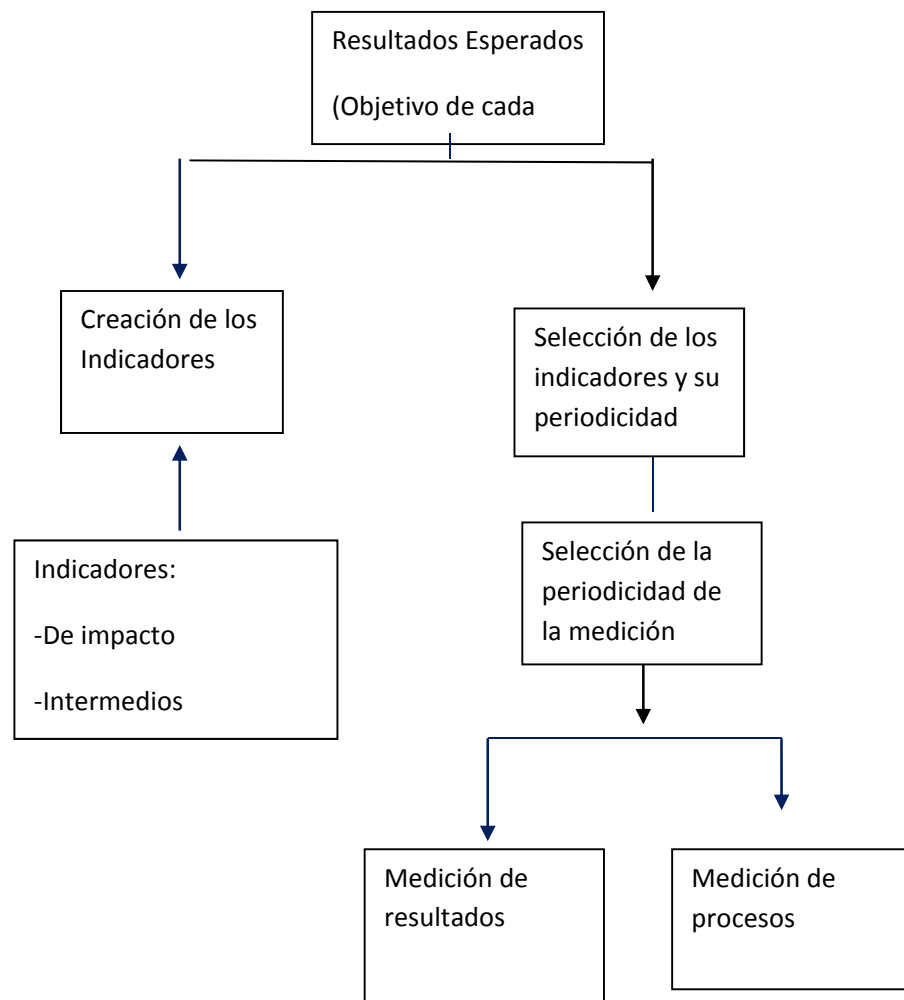 Resultados Esperados
(Objetivo de cada
Creación de los
Indicadores
Selección de los
indicadores y su
periodicidad
Indicadores:
-De impacto
-Intermedios
Selección de la
periodicidad de
la medición
Medición de
resultados
Medición de
procesos